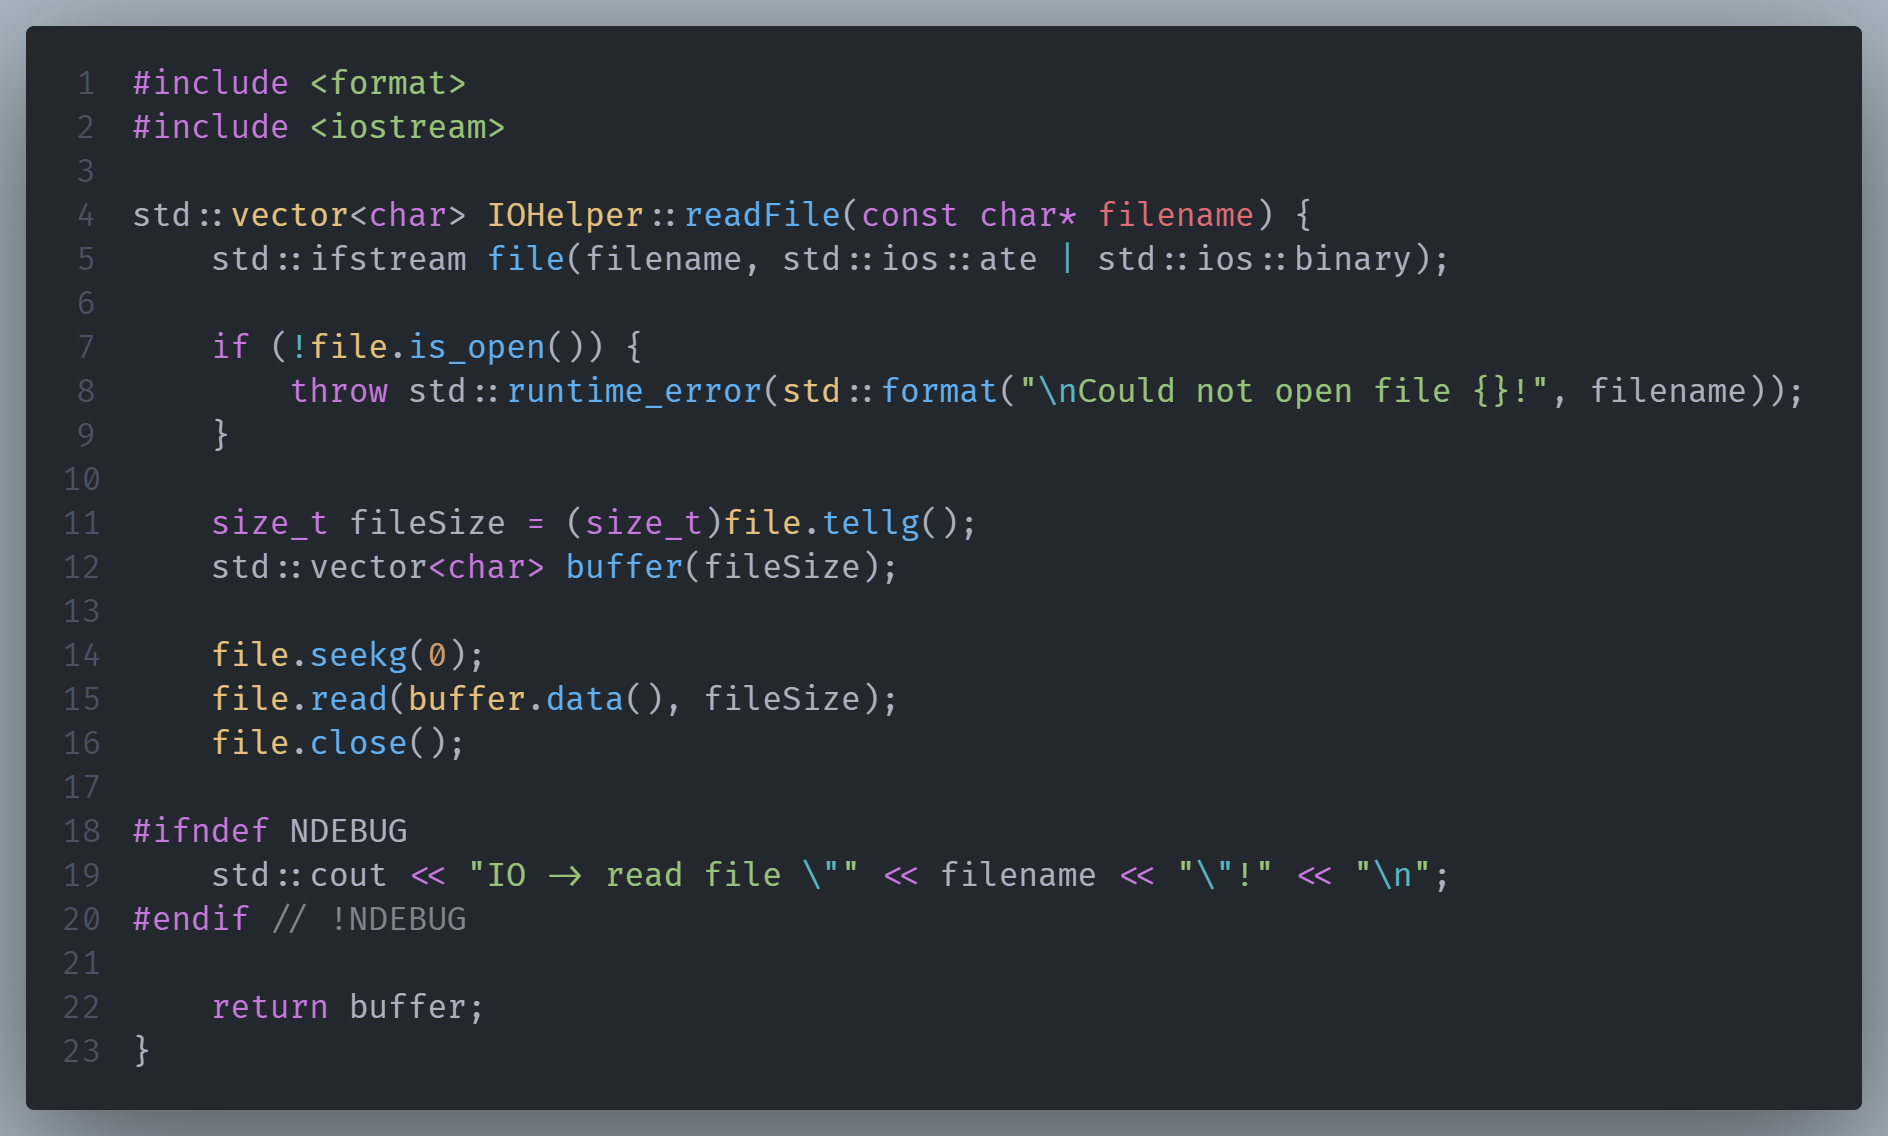 1 #include <format>
2 #include <iostream>
3
4 std::vector<char> IOHelper::readFile(const char* filename) {
5     std::ifstream file(filename, std::ios::ate | std::ios::binary);
6
7     if (!file.is_open()) {
8         throw std::runtime_error(std::format("\nCould not open file {}!", filename));
9     }
10
11     size_t fileSize = (size_t)file.tellg();
12     std::vector<char> buffer(fileSize);
13
14     file.seekg(0);
15     file.read(buffer.data(), fileSize);
16     file.close();
17
18 #ifndef NDEBUG
19     std::cout << "IO -> read file \"" << filename << "\"!" << "\n";
20 #endif // !NDEBUG
21
22     return buffer;
23 }